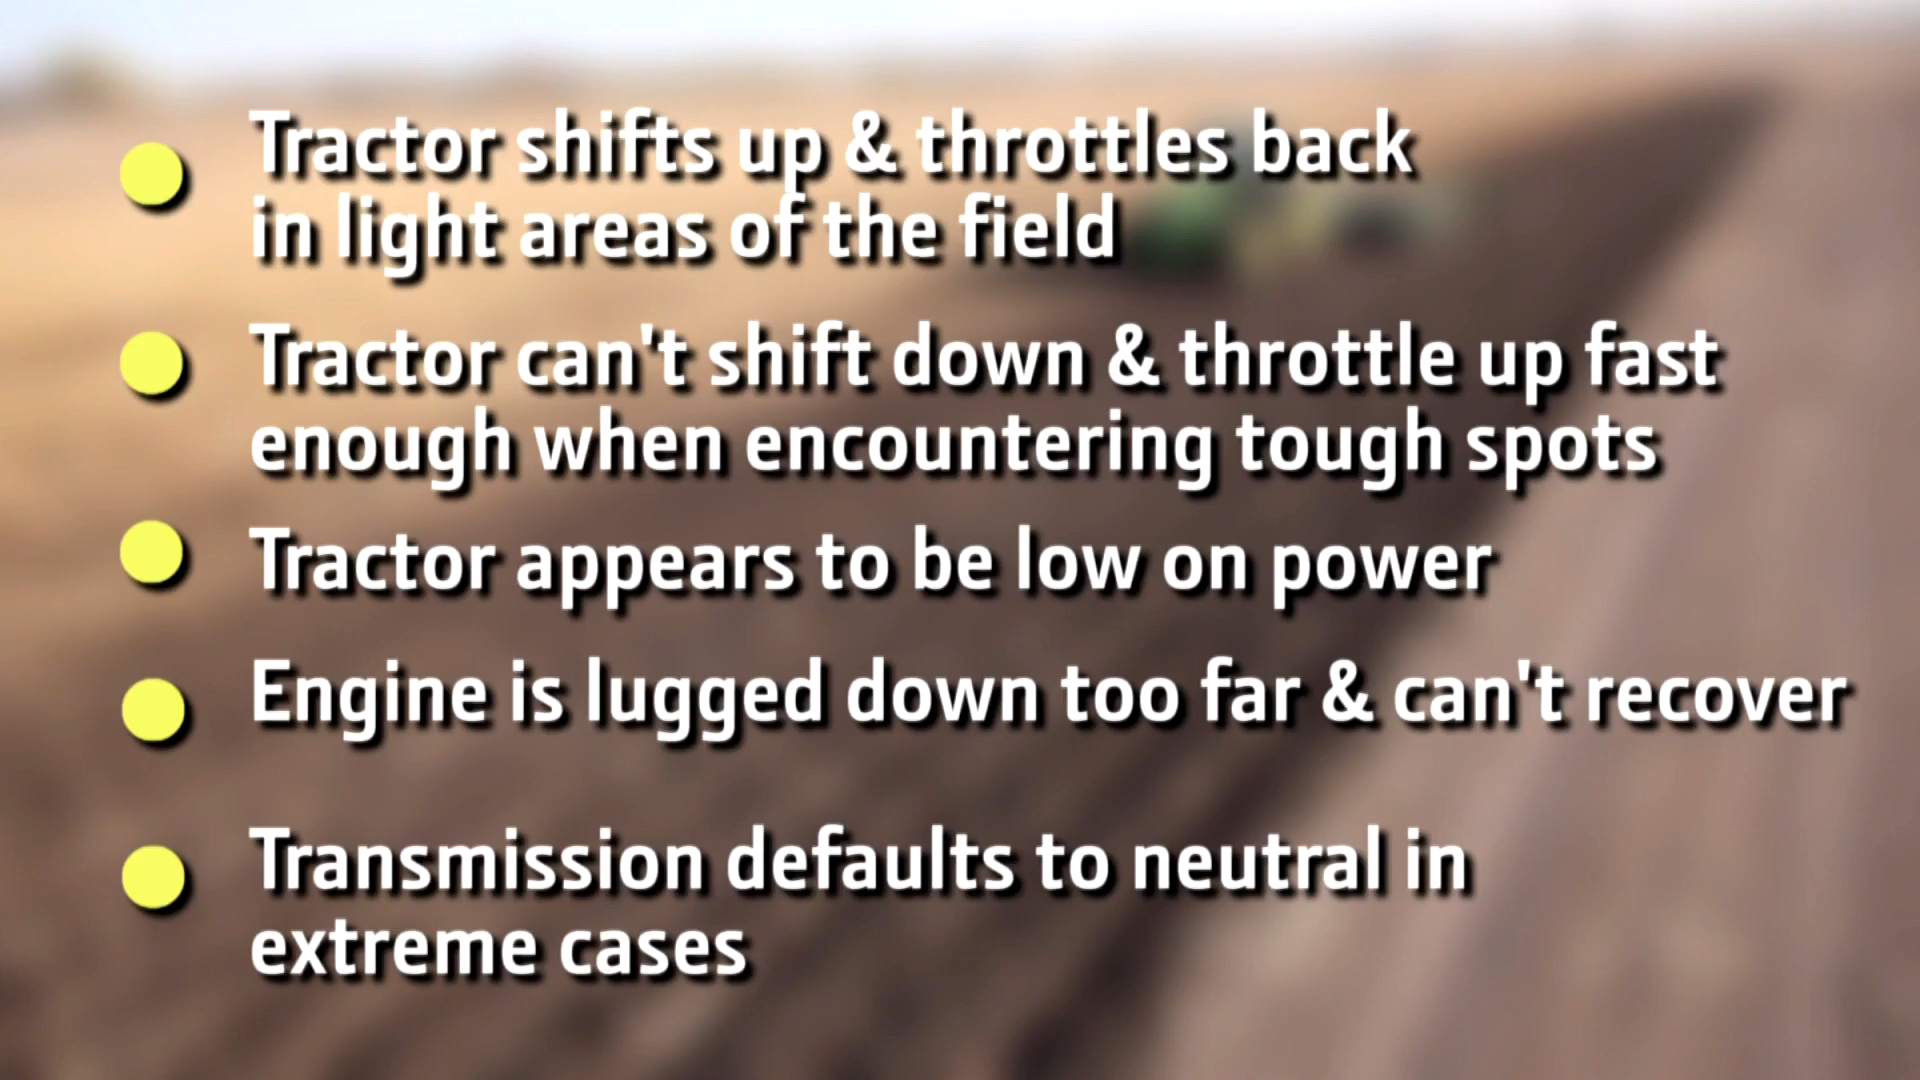 Tractor shifts up & throttles back
in light areas of the field
Tractor can't shift down & throttle up fast
enough when encountering tough spots
Tractor appears to be low on power
Engine is lugged down too far & can't recover
Transmission defaults to neutral in
extreme cases